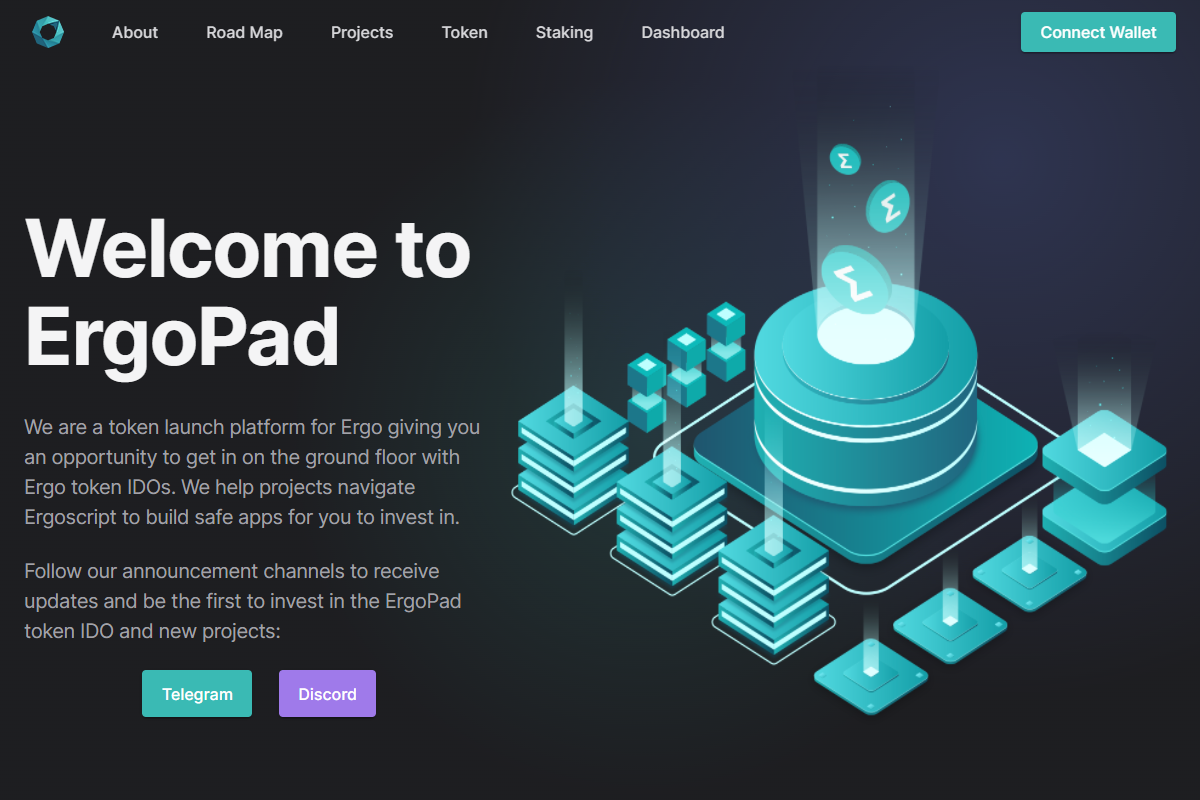 About Road Map Projects Token Staking Dashboard Connect Wallet
Welcome to
ErgoPad
We are a token launch platform for Ergo giving you
an opportunity to get in on the ground floor with
Ergo token IDOs. We help projects navigate
Ergoscript to build safe apps for you to invest in.
Follow our announcement channels to receive
updates and be the first to invest in the ErgoPad
token IDO and new projects:
Telegram Discord
Σ
Σ
Σ